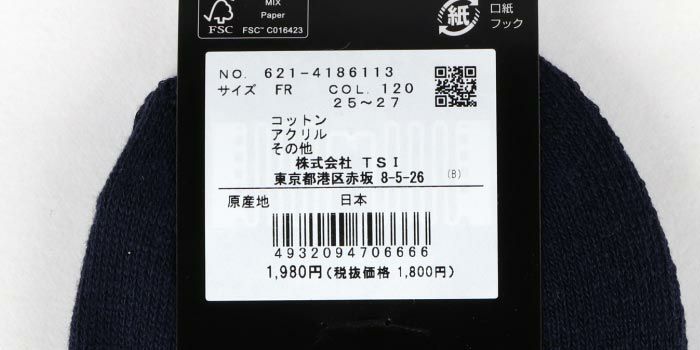 MIX
Paper
FSC
FSC™ C016423
紙
口紙
フック
NO. 621-4186113
サイズ FR COL. 120
25〜27
コットン
アクリル
その他
株式会社 TSI
東京都港区赤坂 8-5-26 (B)
原産地 日本
4932094706666
1,980円(税抜価格 1,800円)